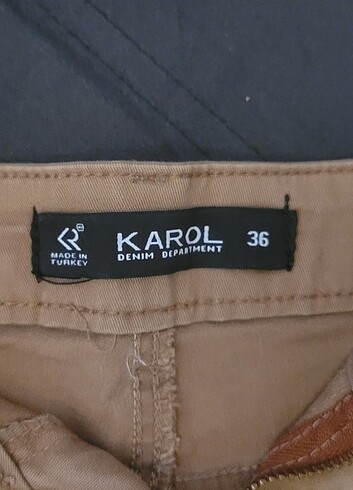 KAROL
DENIM DEPARTMENT
36
MADE IN
TURKEY